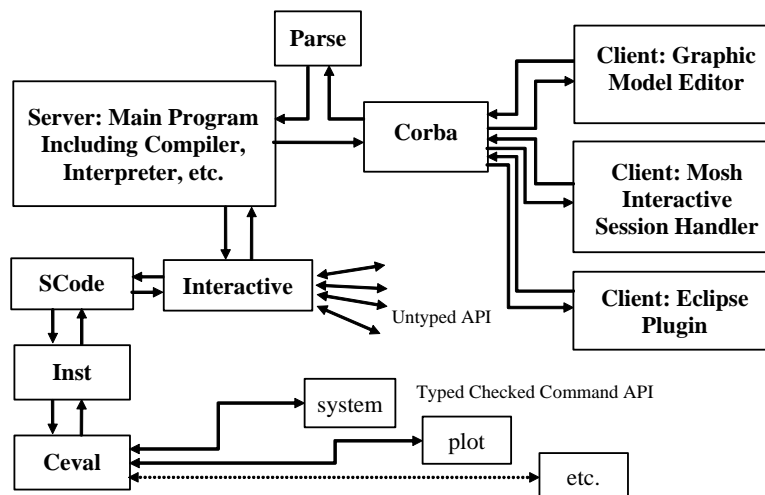 Parse
Client: Graphic
Model Editor
Server: Main Program
Including Compiler,
Interpreter, etc.
Corba
Client: Mosh
Interactive
Session Handler
SCode
Interactive
Untyped API
Client: Eclipse
Plugin
Inst
system
Typed Checked Command API
plot
Ceval
etc.